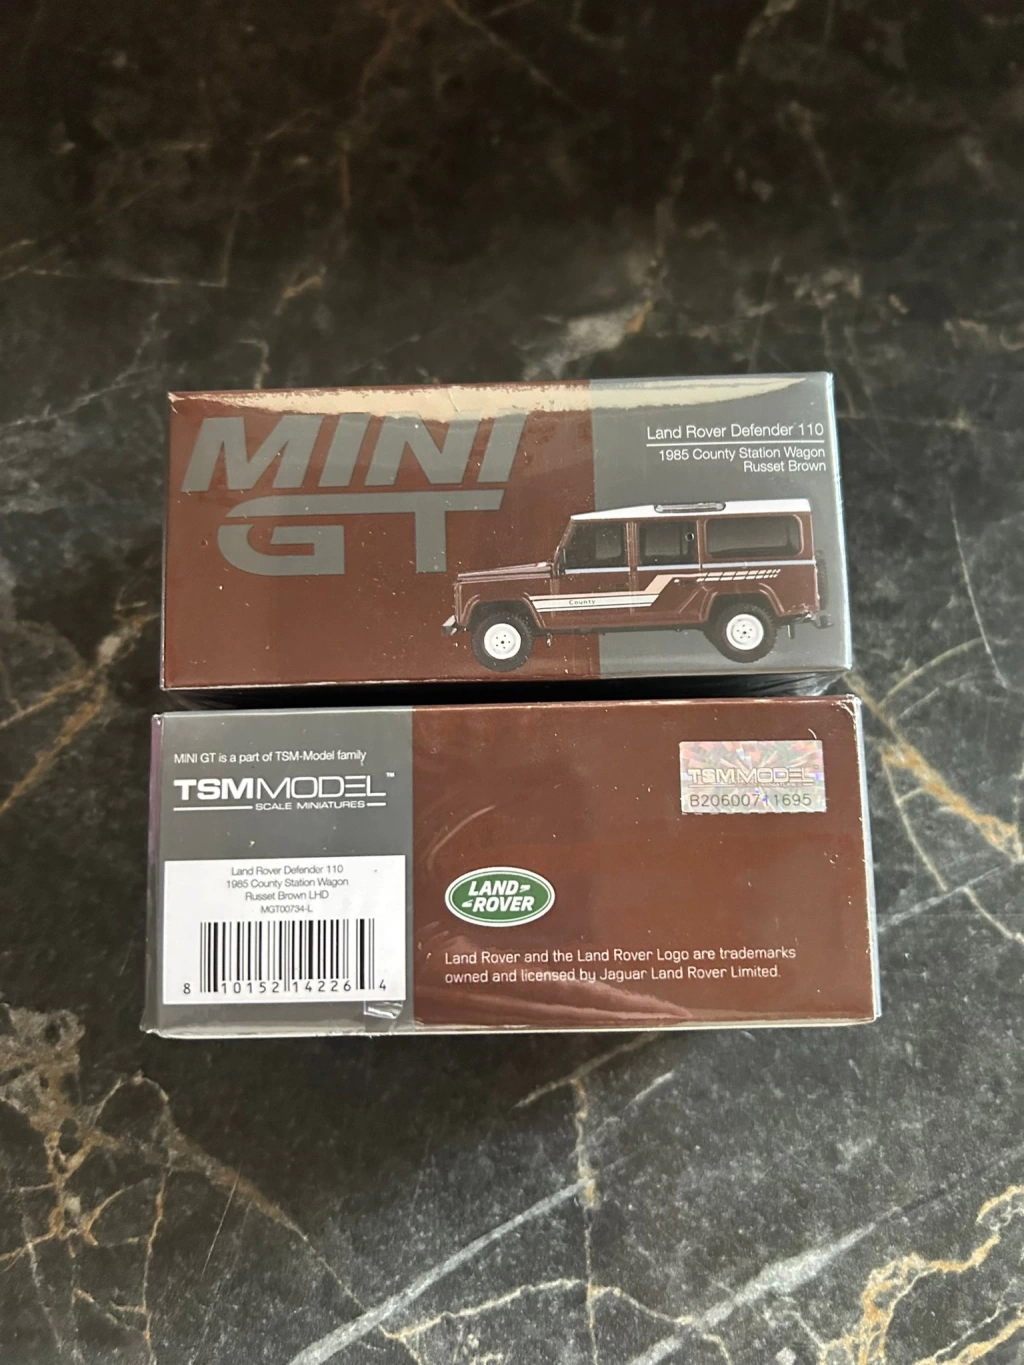 MINI
GT
Land Rover Defender 110
1985 County Station Wagon
Russet Brown
County
MINI GT is a part of TSM-Model family
TSMMODEL™
SCALE MINIATURES
Land Rover Defender 110
1985 County Station Wagon
Russet Brown LHD
MGT00734-L
8 10152 14226 4
TSMMODEL
B20600711695
LAND-
-ROVER
Land Rover and the Land Rover Logo are trademarks
owned and licensed by Jaguar Land Rover Limited.